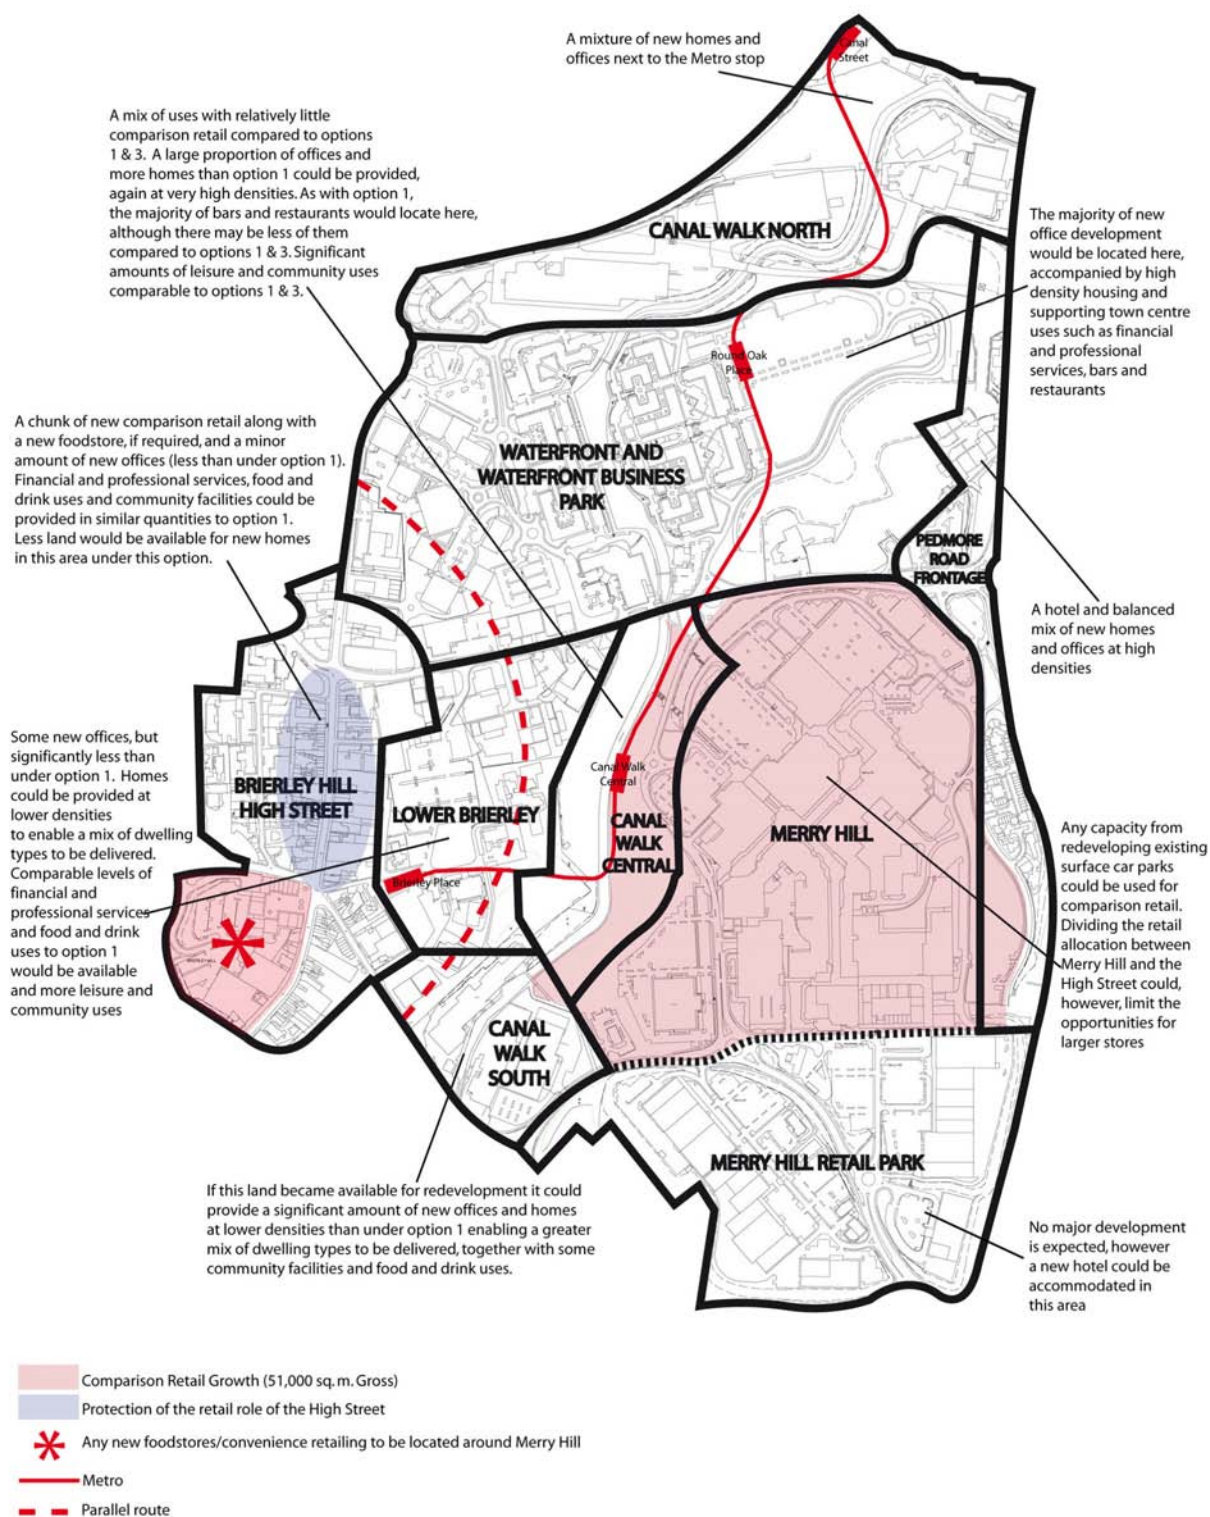 A mixture of new homes and
offices next to the Metro stop
Canal
Street
A mix of uses with relatively little
comparison retail compared to options
1 & 3. A large proportion of offices and
more homes than option 1 could be provided,
again at very high densities. As with option 1,
the majority of bars and restaurants would locate here,
although there may be less of them
compared to options 1 & 3. Significant
amounts of leisure and community uses
comparable to options 1 & 3.
CANAL WALK NORTH
The majority of new
office development
would be located here,
accompanied by high
density housing and
supporting town centre
uses such as financial
and professional
services, bars and
restaurants
Round Oak
Place
A chunk of new comparison retail along with
a new foodstore, if required, and a minor
amount of new offices (less than under option 1).
Financial and professional services, food and
drink uses and community facilities could be
provided in similar quantities to option 1.
Less land would be available for new homes
in this area under this option.
WATERFRONT AND
WATERFRONT BUSINESS
PARK
PEDMORE
ROAD
FRONTAGE
A hotel and balanced
mix of new homes
and offices at high
densities
Some new offices, but
significantly less than
under option 1. Homes
could be provided at
lower densities
to enable a mix of dwelling
types to be delivered.
Comparable levels of
financial and
professional services
and food and drink
uses to option 1
would be available
and more leisure and
community uses
BRIERLEY HILL
HIGH STREET
LOWER BRIERLEY
Canal Walk
Central
CANAL
WALK
CENTRAL
MERRY HILL
Brierley Place
Any capacity from
redeveloping existing
surface car parks
could be used for
comparison retail.
Dividing the retail
allocation between
Merry Hill and the
High Street could,
however, limit the
opportunities for
larger stores
CANAL
WALK
SOUTH
MERRY HILL RETAIL PARK
If this land became available for redevelopment it could
provide a significant amount of new offices and homes
at lower densities than under option 1 enabling a greater
mix of dwelling types to be delivered, together with some
community facilities and food and drink uses.
No major development
is expected, however
a new hotel could be
accommodated in
this area
Comparison Retail Growth (51,000 sq. m. Gross)
Protection of the retail role of the High Street
Any new foodstores/convenience retailing to be located around Merry Hill
Metro
Parallel route